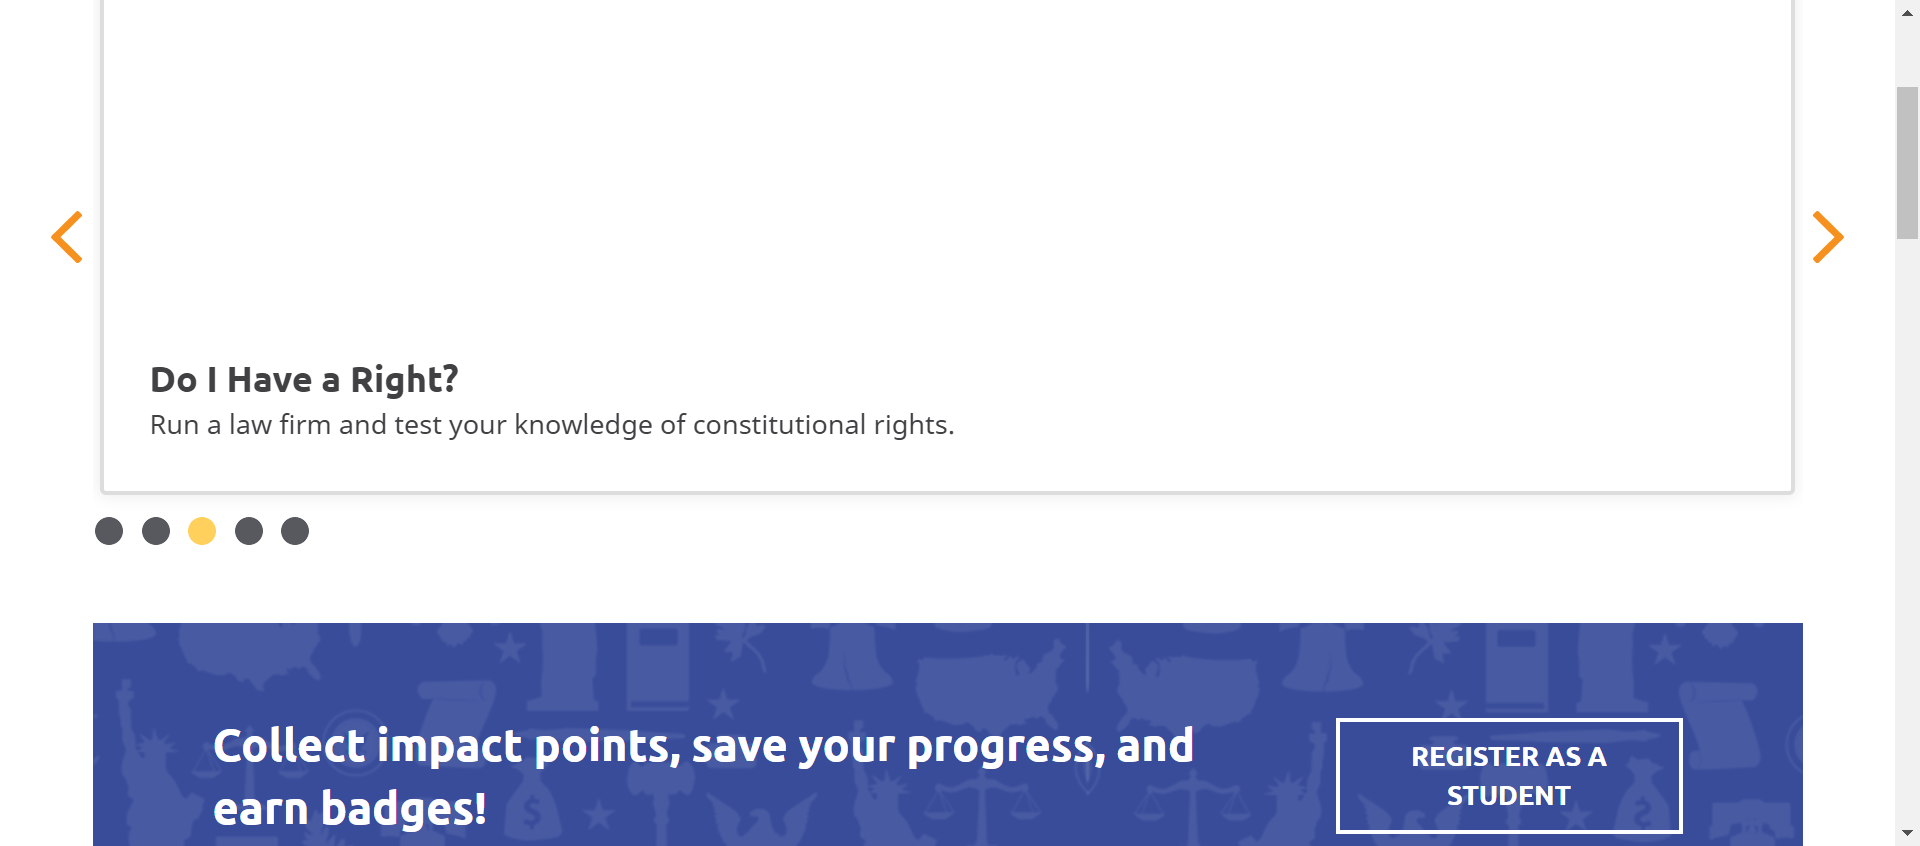 Do I Have a Right?
Run a law firm and test your knowledge of constitutional rights.
Collect impact points, save your progress, and
earn badges!
REGISTER AS A
STUDENT